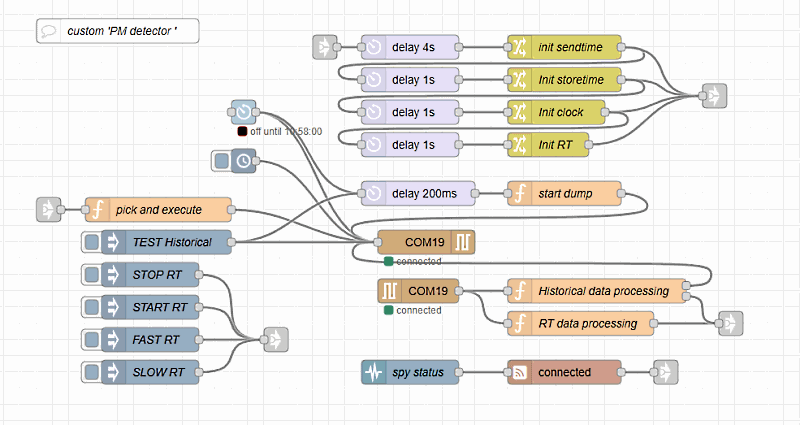 custom 'PM detector '
delay 4s
init sendtime
delay 1s
Init storetime
delay 1s
Init clock
off until 10:58:00
delay 1s
Init RT
delay 200ms
start dump
pick and execute
TEST Historical
COM19
connected
STOP RT
COM19
Historical data processing
connected
START RT
RT data processing
FAST RT
SLOW RT
spy status
connected